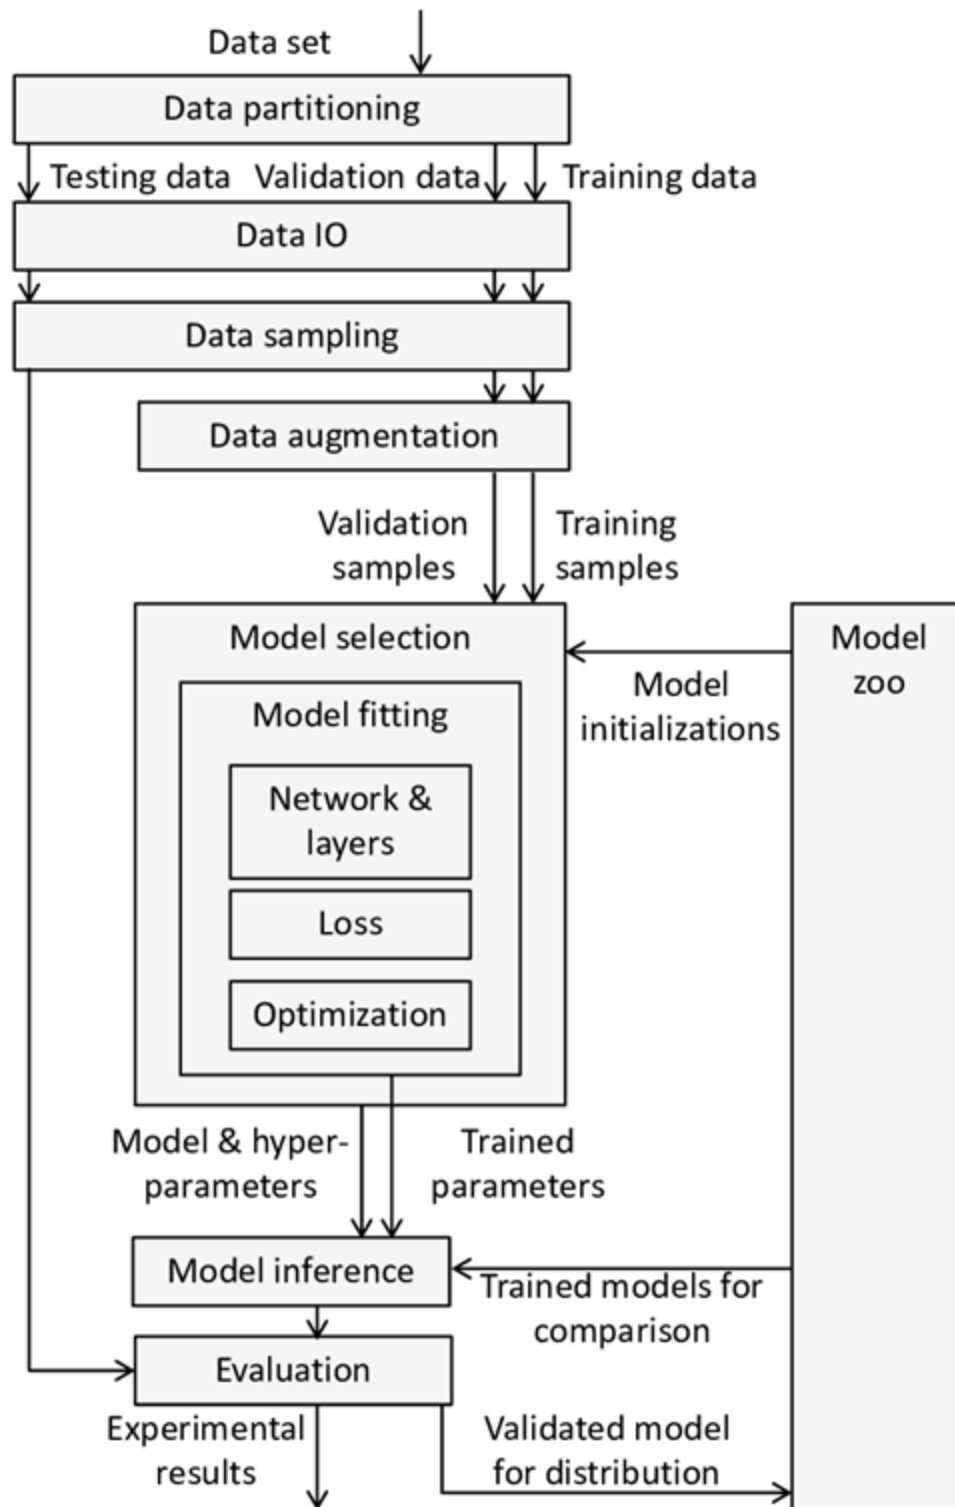 Data set
Data partitioning
Testing data
Validation data
Training data
Data IO
Data sampling
Data augmentation
Validation
samples
Training
samples
Model selection
Model
zoo
Model
initializations
Model fitting
Network &
layers
Loss
Optimization
Model & hyper-
parameters
Trained
parameters
Model inference
Trained models for
comparison
Evaluation
Experimental
results
Validated model
for distribution